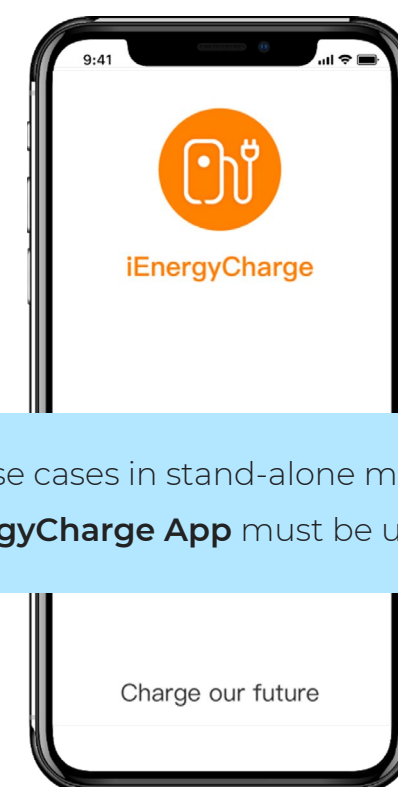 9:41
iEnergyCharge
se cases in stand-alone m
gyCharge App must be u
Charge our future